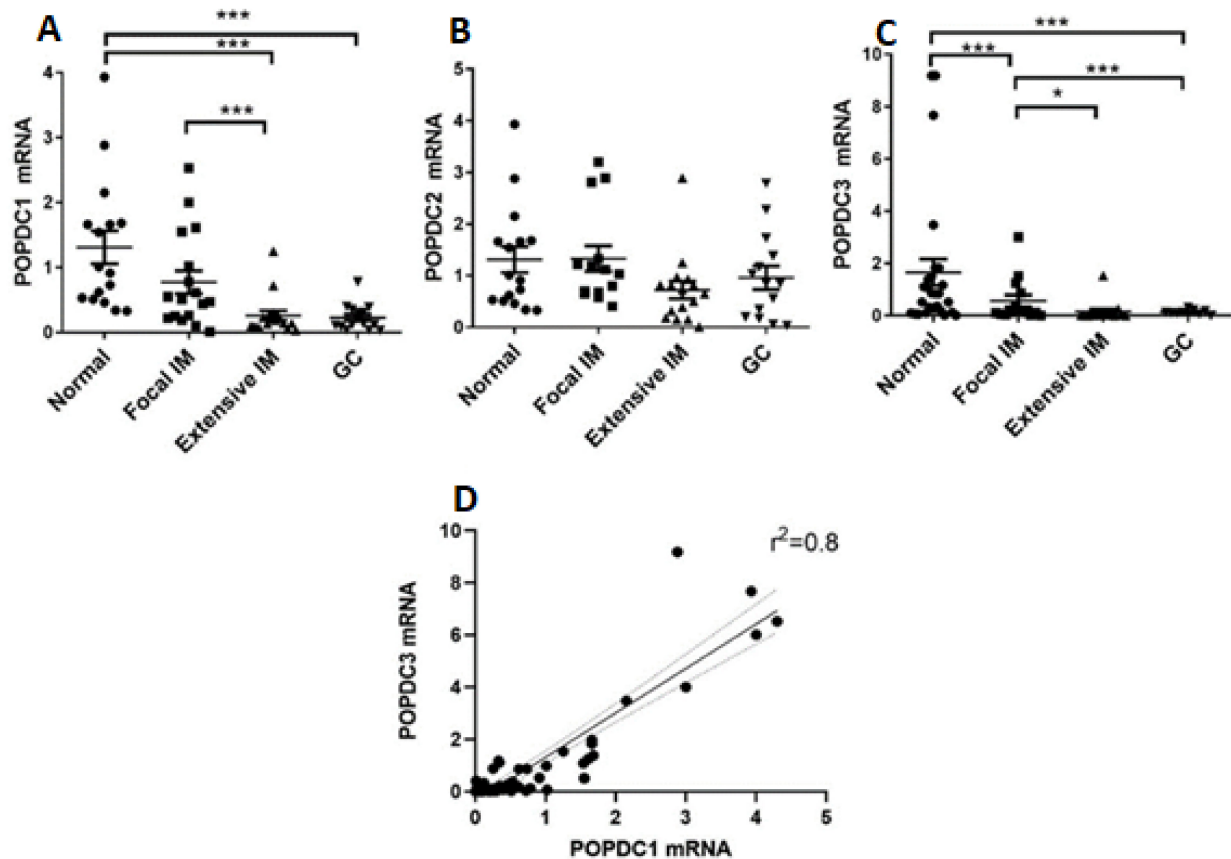 A
***
***
***
POPDC1 mRNA
4
3
2
1
0
Normal
Focal IM
Extensive IM
GC
B
POPDC2 mRNA
5
4
3
2
1
0
Normal
Focal IM
Extensive IM
GC
C
***
***
***
*
POPDC3 mRNA
10
8
6
4
2
0
Normal
Focal IM
Extensive IM
GC
D
r²=0.8
POPDC3 mRNA
10
8
6
4
2
0
0 1 2 3 4 5
POPDC1 mRNA